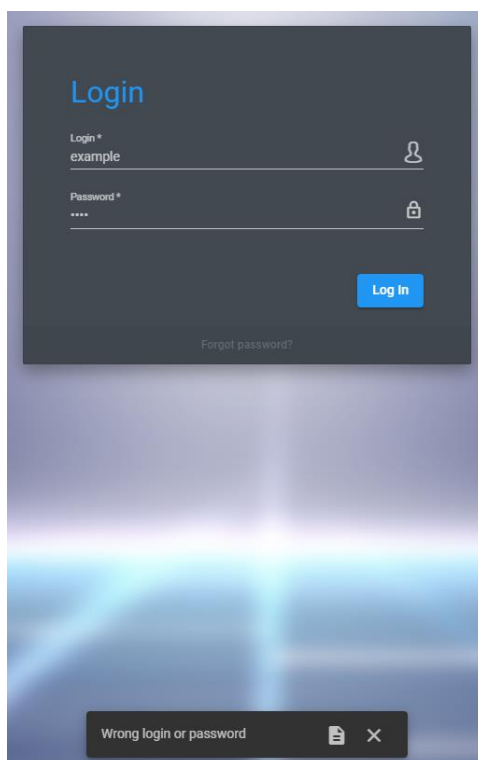 Login
Login *
example
Password *
••••
Log In
Forgot password?
Wrong login or password